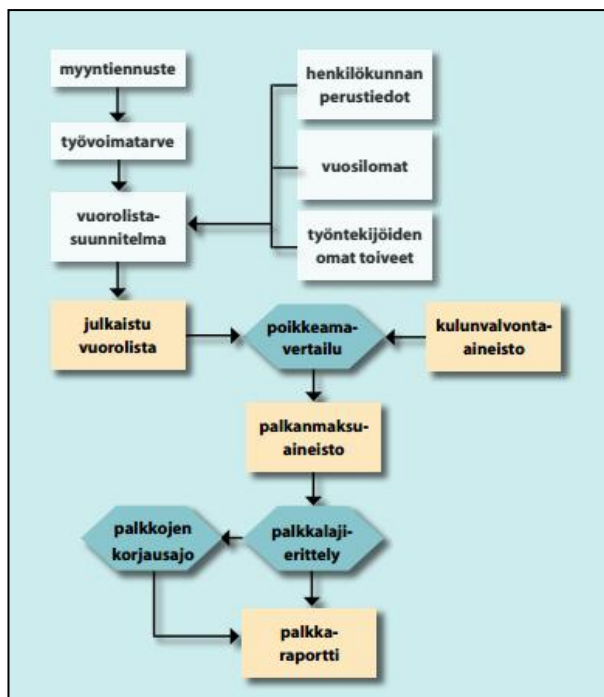 myyntiennuste
työvoimatarve
vuorolista-
suunnitelma
henkilökunnan
perustiedot
vuosilomat
työntekijöiden
omat toiveet
julkaistu
vuorolista
poikkeama-
vertailu
kulunvalvonta-
aineisto
palkanmaksu-
aineisto
palkkojen
korjausajo
palkkalaji-
erittely
palkka-
raportti